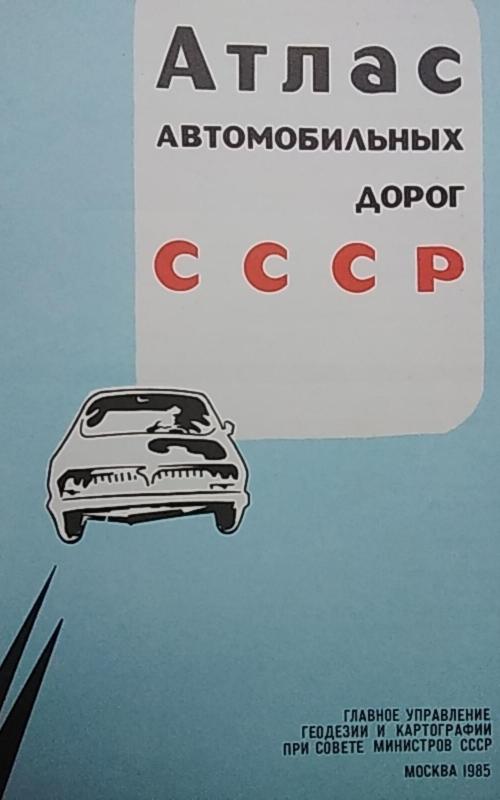 Атлас
АВТОМОБИЛЬНЫХ
ДОРОГ
СССР
ГЛАВНОЕ УПРАВЛЕНИЕ
ГЕОДЕЗИИ И КАРТОГРАФИИ
ПРИ СОВЕТЕ МИНИСТРОВ СССР
МОСКВА 1985